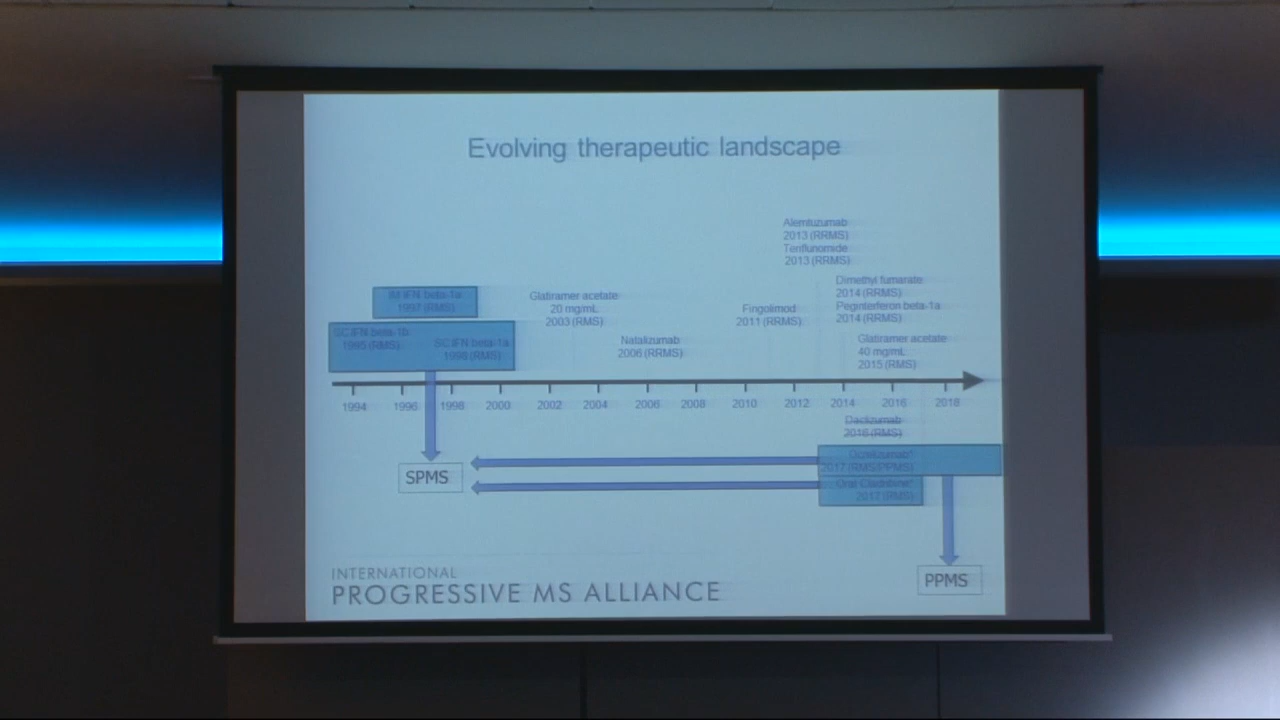 Evolving therapeutic landscape
Alemtuzumab
2013 (RRMS)
Teriflunomide
2013 (RRMS)
Dimethyl fumarate
2014 (RRMS)
Peginterferon beta-1a
2014 (RRMS)
IM IFN beta-1a
1997 (RMS)
Glatiramer acetate
20 mg/mL
2003 (RMS)
Fingolimod
2011 (RRMS)
SC IFN beta-1b
1995 (RMS)
SC IFN beta-1a
1998 (RMS)
Natalizumab
2006 (RRMS)
Glatiramer acetate
40 mg/mL
2015 (RMS)
1994 1996 1998 2000 2002 2004 2006 2008 2010 2012 2014 2016 2018
Daclizumab
2016 (RMS)
Ocrelizumab*
2017 (RMS/PPMS)
Oral Cladribine*
2017 (RMS)
SPMS
PPMS
INTERNATIONAL
PROGRESSIVE MS ALLIANCE